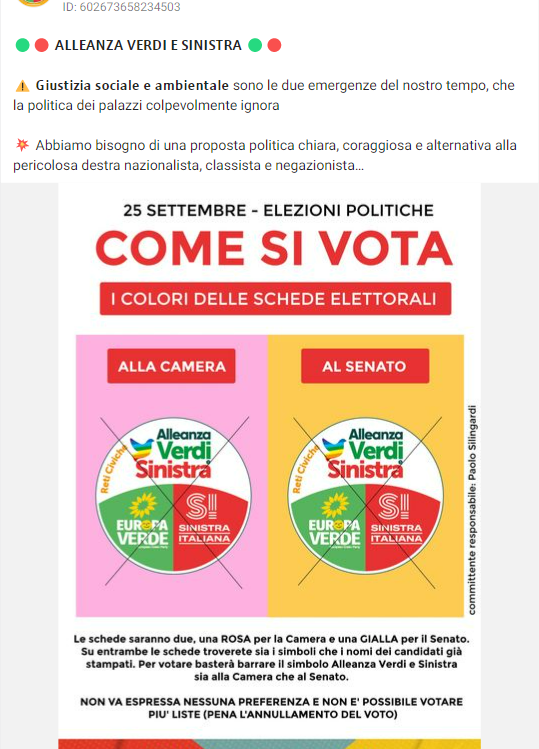 ID: 602673658234503
🟢 🔴 ALLEANZA VERDI E SINISTRA 🟢 🔴
⚠️ Giustizia sociale e ambientale sono le due emergenze del nostro tempo, che
la politica dei palazzi colpevolmente ignora
💥 Abbiamo bisogno di una proposta politica chiara, coraggiosa e alternativa alla
pericolosa destra nazionalista, classista e negazionista...
25 SETTEMBRE - ELEZIONI POLITICHE
COME SI VOTA
I COLORI DELLE SCHEDE ELETTORALI
ALLA CAMERA
Alleanza
Verdi
Sinistra
Reti Civiche
EUROPA
VERDE
SI
SINISTRA
ITALIANA
AL SENATO
Alleanza
Verdi
Sinistra
Reti Civiche
EUROPA
VERDE
SI
SINISTRA
ITALIANA
committente responsabile: Paolo Silingardi
Le schede saranno due, una ROSA per la Camera e una GIALLA per il Senato.
Su entrambe le schede troverete sia i simboli che i nomi dei candidati già
stampati. Per votare basterà barrare il simbolo Alleanza Verdi e Sinistra
sia alla Camera che al Senato.
NON VA ESPRESSA NESSUNA PREFERENZA E NON E' POSSIBILE VOTARE
PIU' LISTE (PENA L'ANNULLAMENTO DEL VOTO)